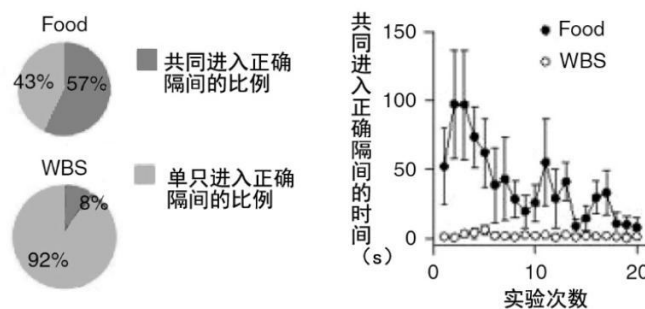 Food
43%
57%
共同进入正确
隔间的比例
WBS
8%
92%
单只进入正确
隔间的比例
共同进入正确隔间的时间
（s）
150
100
50
0
Food
WBS
0
10
20
实验次数